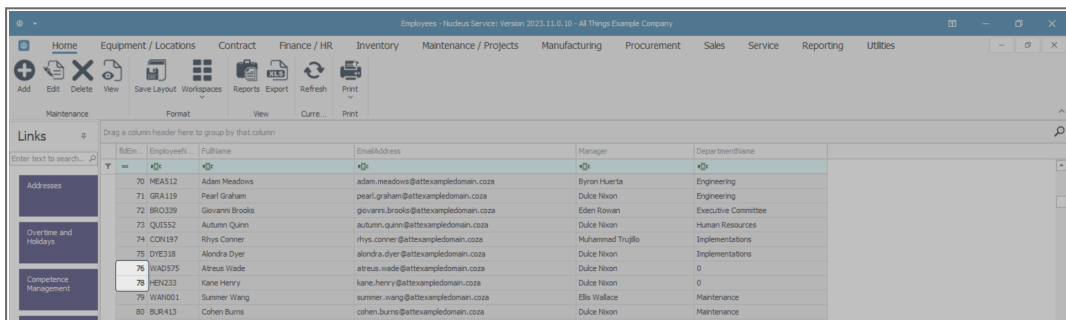 Employees - Nucleus Service: Version 2023.11.0.10 - All Things Example Company
Home Equipment / Locations Contract Finance / HR Inventory Maintenance / Projects Manufacturing Procurement Sales Service Reporting Utilities
Add Edit Delete View Save Layout Workspaces Reports Export Refresh Print
Maintenance Format View Curre... Print
Links
Drag a column header here to group by that column
Enter text to search...
Addresses
Overtime and Holidays
Competence Management
ffidEm... EmployeeN... FullName EmailAddress Manager DepartmentName
70 MEA512 Adam Meadows adam.meadows@attexampledomain.coza Byron Huerta Engineering
71 GRA119 Pearl Graham pearl.graham@attexampledomain.coza Dulce Nixon Engineering
72 BRO339 Giovanni Brooks giovanni.brooks@attexampledomain.coza Eden Rowan Executive Committee
73 QUI552 Autumn Quinn autumn.quinn@attexampledomain.coza Dulce Nixon Human Resources
74 CON197 Rhys Conner rhys.conner@attexampledomain.coza Muhammad Trujillo Implementations
75 DYE318 Alondra Dyer alondra.dyer@attexampledomain.coza Dulce Nixon Implementations
76 WAD575 Atreus Wade atreus.wade@attexampledomain.coza Dulce Nixon 0
78 HEN233 Kane Henry kane.henry@attexampledomain.coza Dulce Nixon 0
79 WAN001 Summer Wang summer.wang@attexampledomain.coza Ellis Wallace Maintenance
80 BUR413 Cohen Burns cohen.burns@attexampledomain.coza Dulce Nixon Maintenance